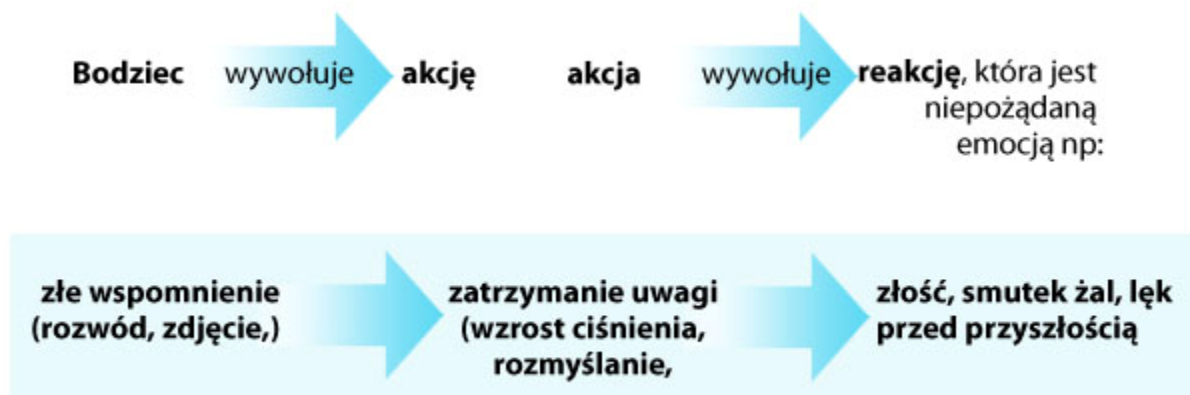 Bodziec wywołuje akcję akcja wywołuje reakcję, która jest
niepożądaną
emocją np:
złe wspomnienie
(rozwód, zdjęcie,)
zatrzymanie uwagi
(wzrost ciśnienia,
rozmyślanie,
złość, smutek żal, lęk
przed przyszłością